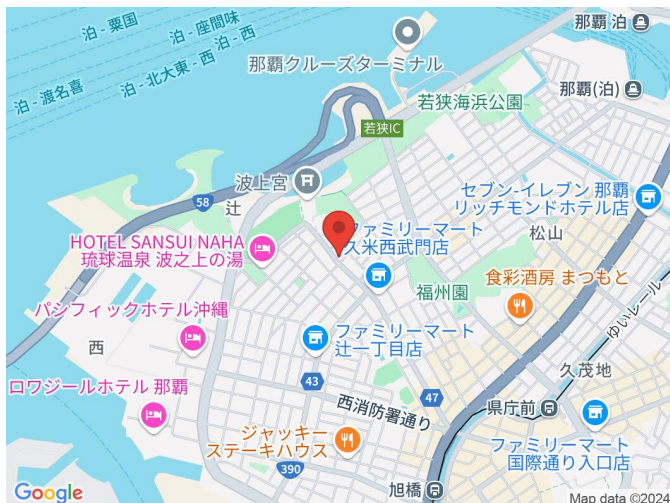 泊 - 粟国
泊 - 座間味
泊 - 北大東 - 西
泊 - 西
泊 - 渡名喜
那覇 泊
那覇クルーズターミナル
那覇(泊)
若狭海浜公園
若狭IC
波上宮
58
辻
セブン-イレブン 那覇
リッチモンドホテル店
松山
HOTEL SANSUI NAHA
琉球温泉 波之上の湯
ファミリーマート
久米西武門店
福州園
食彩酒房 まつもと
ゆいレール
パシフィックホテル沖縄
西
ファミリーマート
辻一丁目店
久茂地
43
47
ロワジールホテル 那覇
西消防署通り
県庁前
ジャッキー
ステーキハウス
ファミリーマート
国際通り入口店
390
旭橋
Google
Map data ©2024